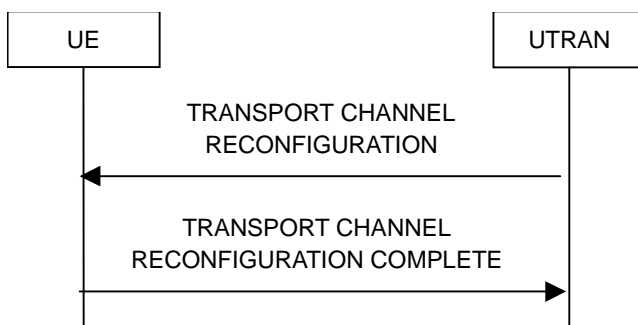 UE
UTRAN
TRANSPORT CHANNEL
RECONFIGURATION
TRANSPORT CHANNEL
RECONFIGURATION COMPLETE